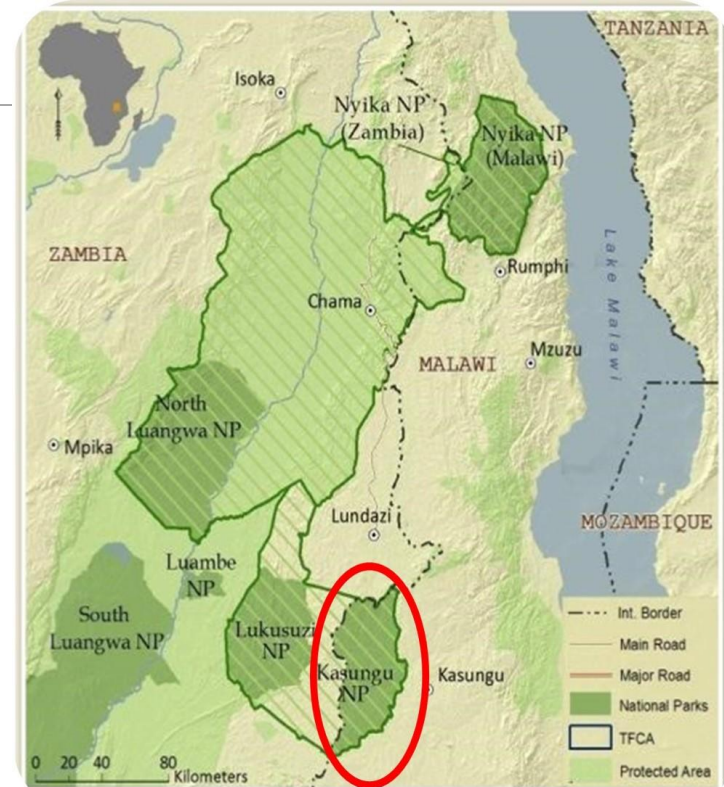 TANZANIA
Isoka
Nyika NP
(Zambia)
Nyika NP
(Malawi)
ZAMBIA
Lake Malawi
Rumphi
Chama
Mzuzu
MALAWI
North
Luangwa NP
Mpika
Lundazi
MOZAMBIQUE
Luambe
NP
South
Luangwa NP
Lukusuzi
NP
Kasungu
NP
Kasungu
Int. Border
Main Road
Major Road
National Parks
TFCA
Protected Area
0 20 40 80
Kilometers